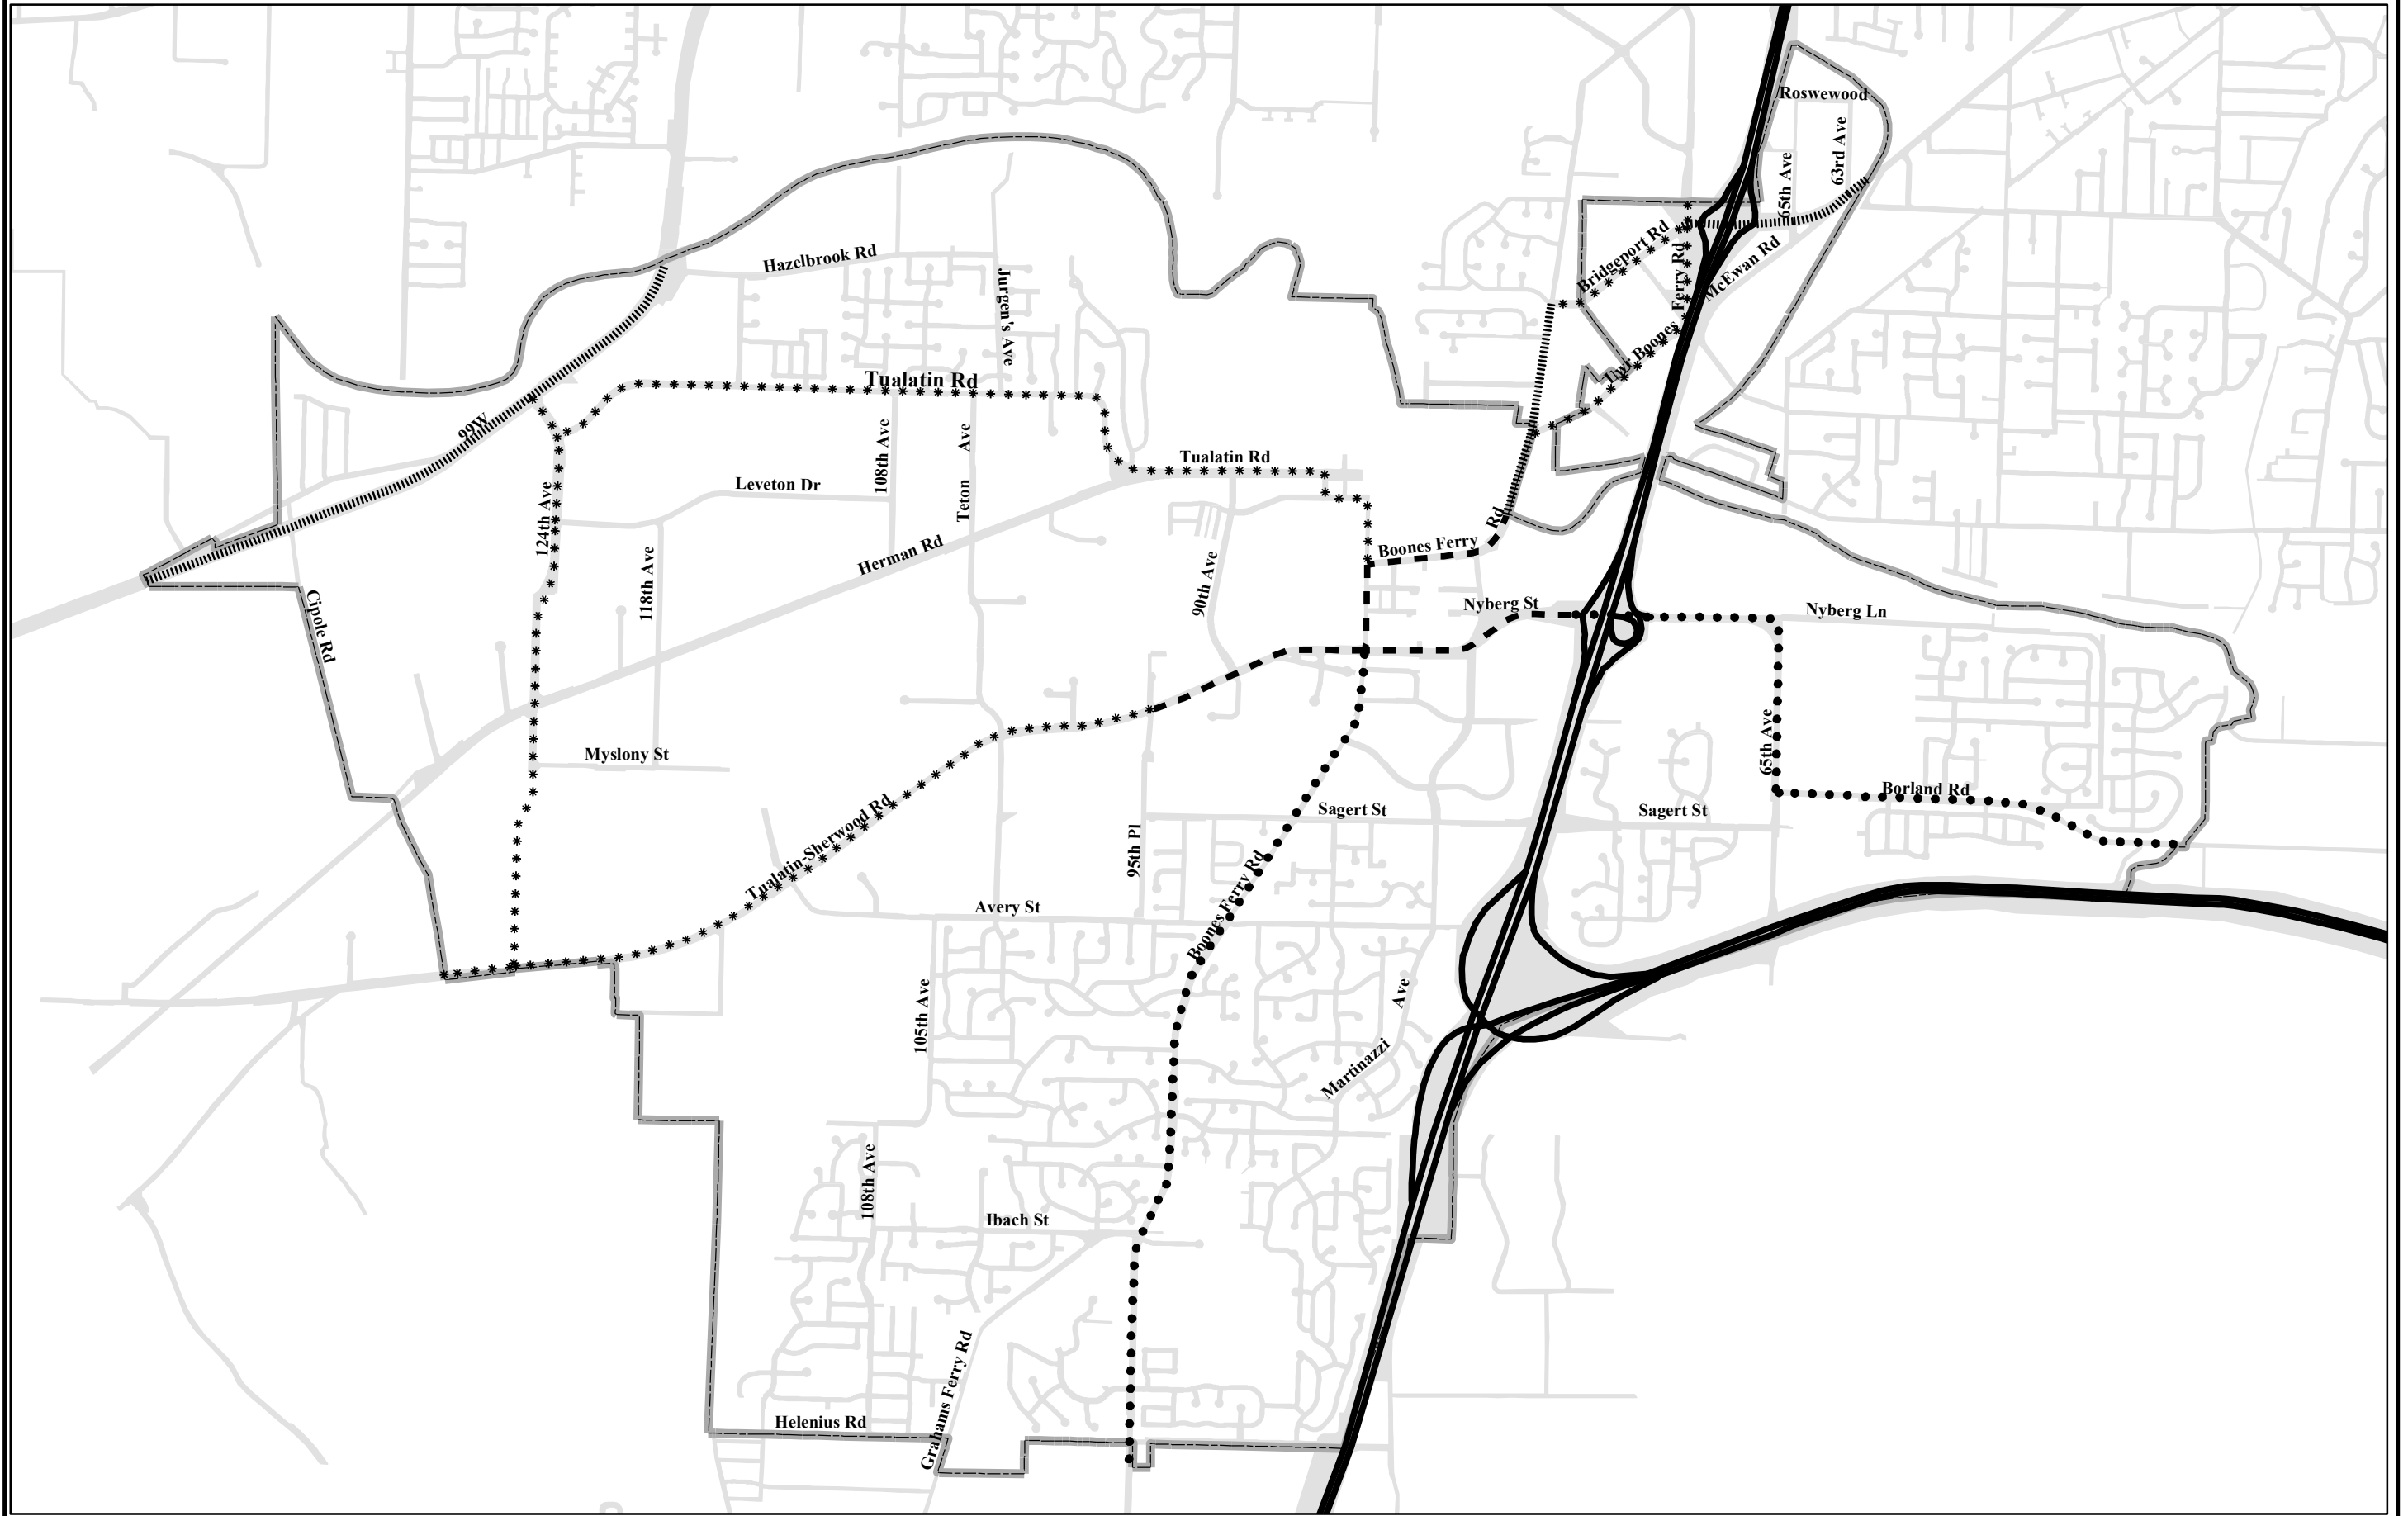 Roswewood
63rd Ave
65th Ave
Bridgeport Rd
Lwr Boones Ferry Rd
McEwan Rd
Hazelbrook Rd
Jurgen's Ave
Tualatin Rd
99W
108th Ave
Teton Ave
Tualatin Rd
Leveton Dr
124th Ave
118th Ave
Herman Rd
90th Ave
Boones Ferry Rd
Nyberg St
Nyberg Ln
Cipole Rd
65th Ave
Myslony St
Borland Rd
Tualatin-Sherwood Rd
Sagert St
Sagert St
95th Pl
Boones Ferry Rd
Avery St
105th Ave
Martinazzi Ave
108th Ave
Ibach St
Grahams Ferry Rd
Helenius Rd